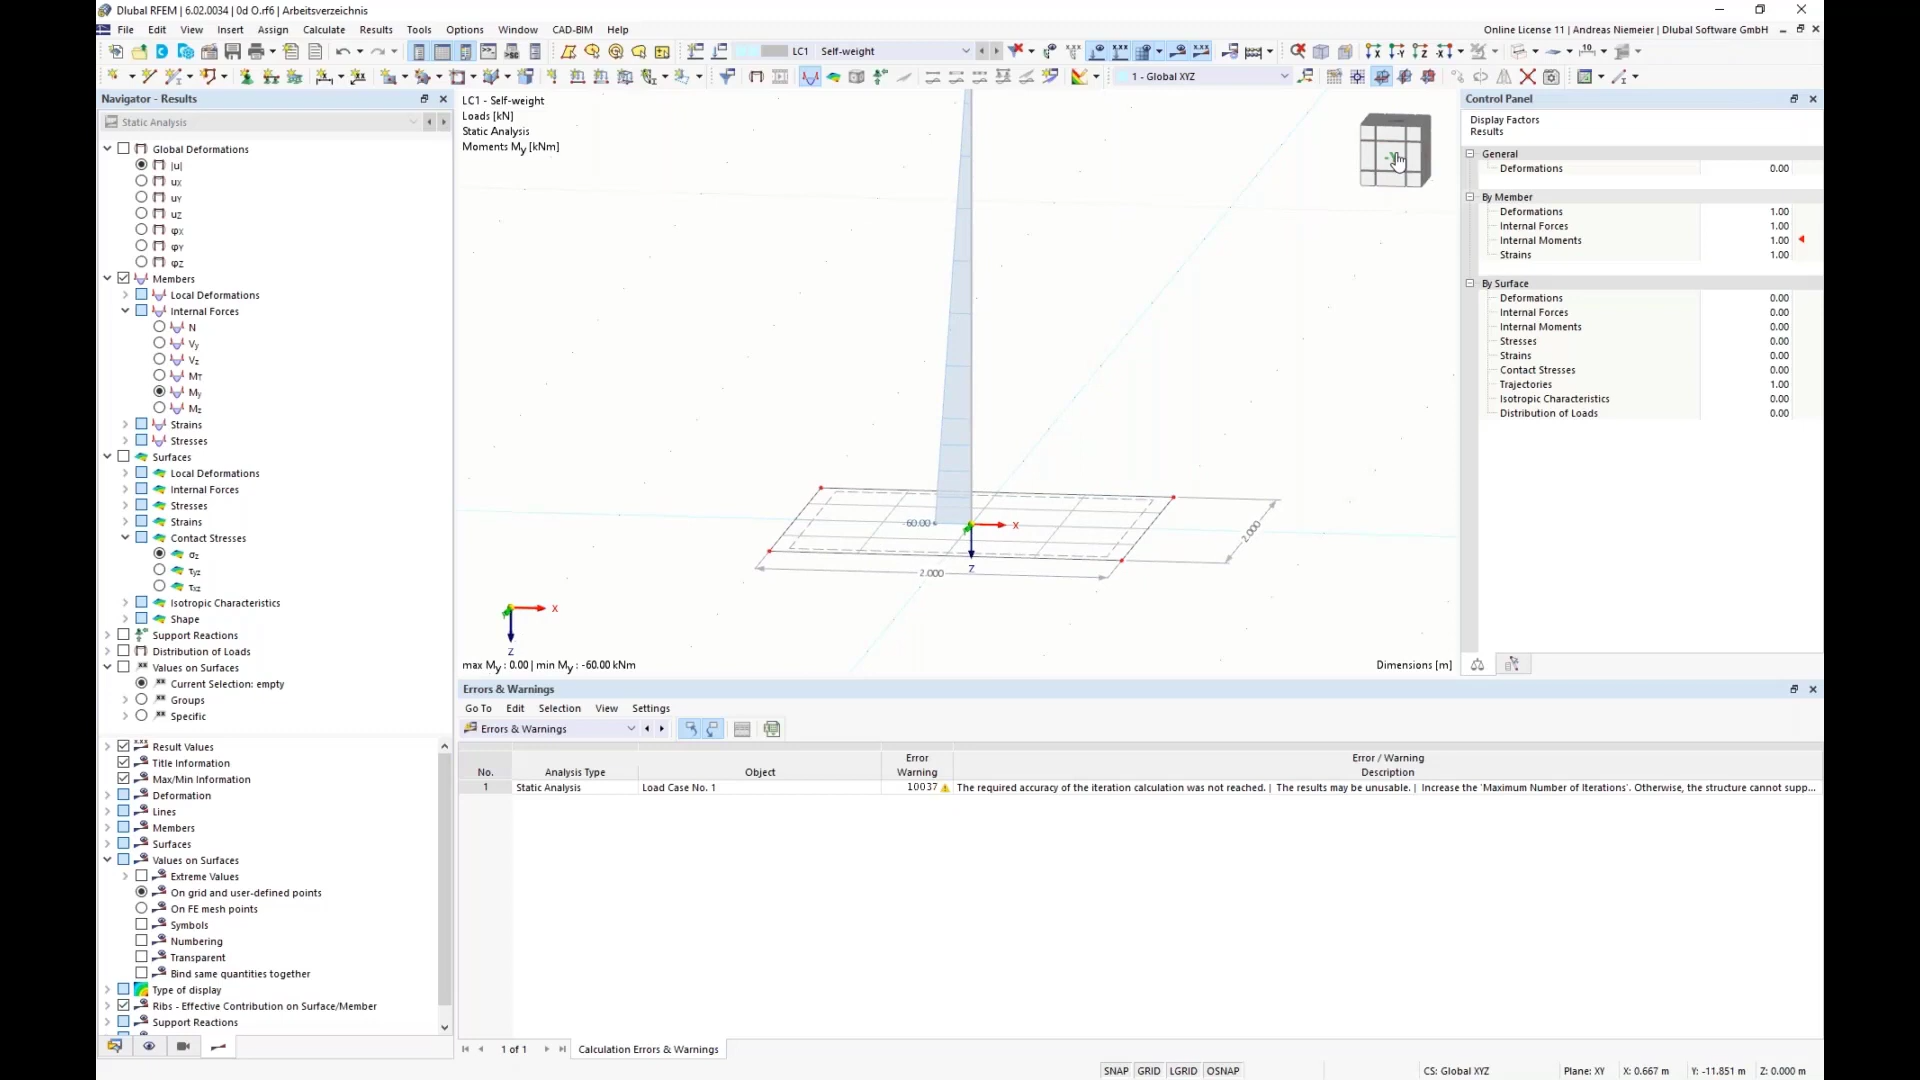 Dlubal RFEM | 6.02.0034 | 0d O.rf6 | Arbeitsverzeichnis
File Edit View Insert Assign Calculate Results Tools Options Window CAD-BIM Help
Online License 11 | Andreas Niemeier | Dlubal Software GmbH
LC1 Self-weight
1 - Global XYZ
Navigator - Results
Static Analysis
Global Deformations
|u|
uX
uY
uZ
φX
φY
φZ
Members
Local Deformations
Internal Forces
N
Vy
Vz
MT
My
Mz
Strains
Stresses
Surfaces
Local Deformations
Internal Forces
Stresses
Strains
Contact Stresses
σz
τyz
τxz
Isotropic Characteristics
Shape
Support Reactions
Distribution of Loads
Values on Surfaces
Current Selection: empty
Groups
Specific
Result Values
Title Information
Max/Min Information
Deformation
Lines
Members
Surfaces
Values on Surfaces
Extreme Values
On grid and user-defined points
On FE mesh points
Symbols
Numbering
Transparent
Bind same quantities together
Type of display
Ribs - Effective Contribution on Surface/Member
Support Reactions
LC1 - Self-weight
Loads [kN]
Static Analysis
Moments My [kNm]
-60.00
X
Z
2.000
2.000
X
Z
max My : 0.00 | min My : -60.00 kNm
Dimensions [m]
Control Panel
Display Factors
Results
General
Deformations 0.00
By Member
Deformations 1.00
Internal Forces 1.00
Internal Moments 1.00
Strains 1.00
By Surface
Deformations 0.00
Internal Forces 0.00
Internal Moments 0.00
Stresses 0.00
Strains 0.00
Contact Stresses 0.00
Trajectories 1.00
Isotropic Characteristics 0.00
Distribution of Loads 0.00
Errors & Warnings
Go To Edit Selection View Settings
Errors & Warnings
No. Analysis Type Object Error Warning Error / Warning Description
1 Static Analysis Load Case No. 1 10037 The required accuracy of the iteration calculation was not reached. | The results may be unusable. | Increase the 'Maximum Number of Iterations'. Otherwise, the structure cannot supp...
1 of 1 Calculation Errors & Warnings
SNAP GRID LGRID OSNAP CS: Global XYZ Plane: XY X: 0.667 m Y: -11.851 m Z: 0.000 m